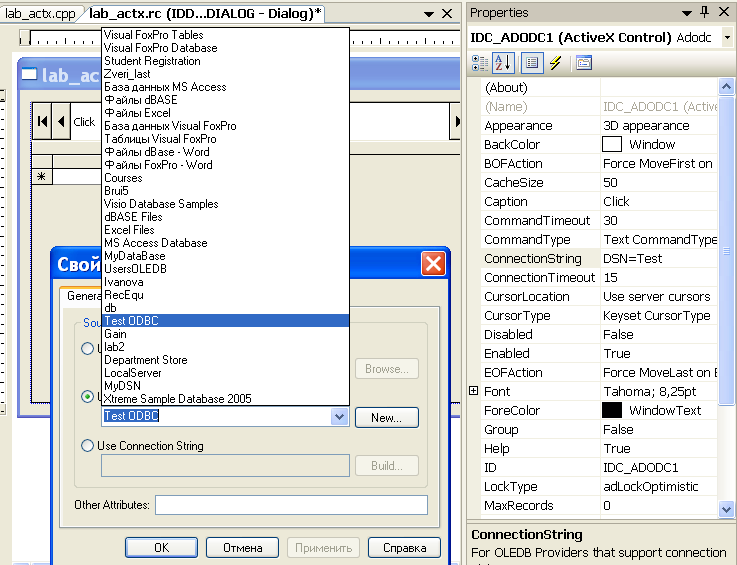 lab_actx.cpp
lab_actx.rc (IDD...DIALOG - Dialog)*
lab_ac
Click
Visual FoxPro Tables
Visual FoxPro Database
Student Registration
Zveri_last
База данных MS Access
Файлы dBASE
Файлы Excel
База данных Visual FoxPro
Таблицы Visual FoxPro
Файлы dBase - Word
Файлы FoxPro - Word
Courses
Brui5
Visio Database Samples
dBASE Files
Excel Files
MS Access Database
MyDataBase
UsersOLEDB
Ivanova
RecEqu
db
Test ODBC
Gain
lab2
Department Store
LocalServer
MyDSN
Xtreme Sample Database 2005
Свой
General
Sou
U
Browse...
U
Test ODBC
New...
Use Connection String
Build...
Other Attributes:
OK
Отмена
Применить
Справка
Properties
IDC_ADODC1 (ActiveX Control) Adodc
(About)
(Name) IDC_ADODC1 (Active
Appearance 3D appearance
BackColor Window
BOFAction Force MoveFirst on
CacheSize 50
Caption Click
CommandTimeout 30
CommandType Text CommandType
ConnectionString DSN=Test
ConnectionTimeout 15
CursorLocation Use server cursors
CursorType Keyset CursorType
Disabled False
Enabled True
EOFAction Force MoveLast on E
Font Tahoma; 8,25pt
ForeColor WindowText
Group False
Help True
ID IDC_ADODC1
LockType adLockOptimistic
MaxRecords 0
ConnectionString
For OLEDB Providers that support connection